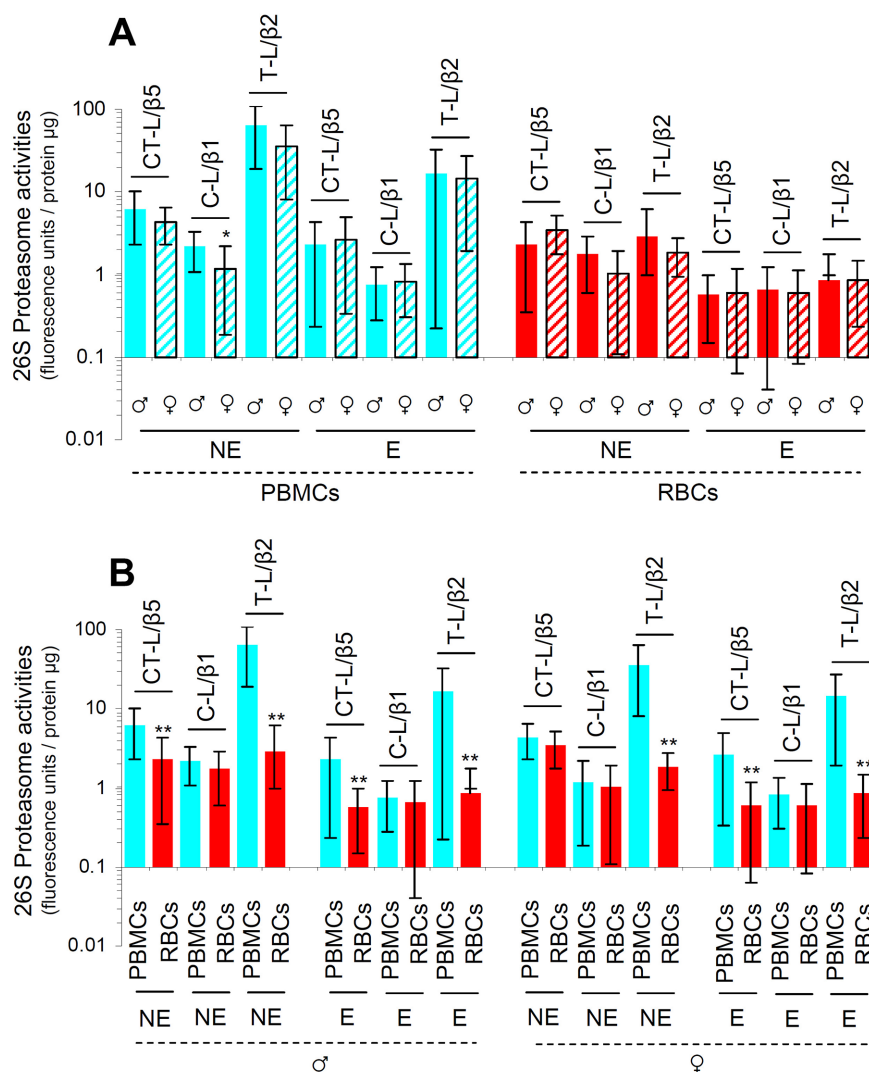 A
26S Proteasome activities
(fluorescence units / protein µg)
100
10
1
0.1
0.01
CT-L/β5
C-L/β1
*
T-L/β2
CT-L/β5
C-L/β1
T-L/β2
CT-L/β5
C-L/β1
T-L/β2
CT-L/β5
C-L/β1
T-L/β2
♂ ♀ ♂ ♀ ♂ ♀ ♂ ♀ ♂ ♀ ♂ ♀ ♂ ♀ ♂ ♀ ♂ ♀ ♂ ♀ ♂ ♀ ♂ ♀
NE E NE E
PBMCs RBCs
B
26S Proteasome activities
(fluorescence units / protein µg)
100
10
1
0.1
0.01
CT-L/β5
**
C-L/β1
T-L/β2
**
CT-L/β5
**
C-L/β1
T-L/β2
**
CT-L/β5
C-L/β1
T-L/β2
**
CT-L/β5
**
C-L/β1
T-L/β2
**
PBMCs RBCs PBMCs RBCs PBMCs RBCs PBMCs RBCs PBMCs RBCs PBMCs RBCs PBMCs RBCs PBMCs RBCs PBMCs RBCs PBMCs RBCs PBMCs RBCs PBMCs RBCs
NE NE NE E E E NE NE NE E E E
♂ ♀